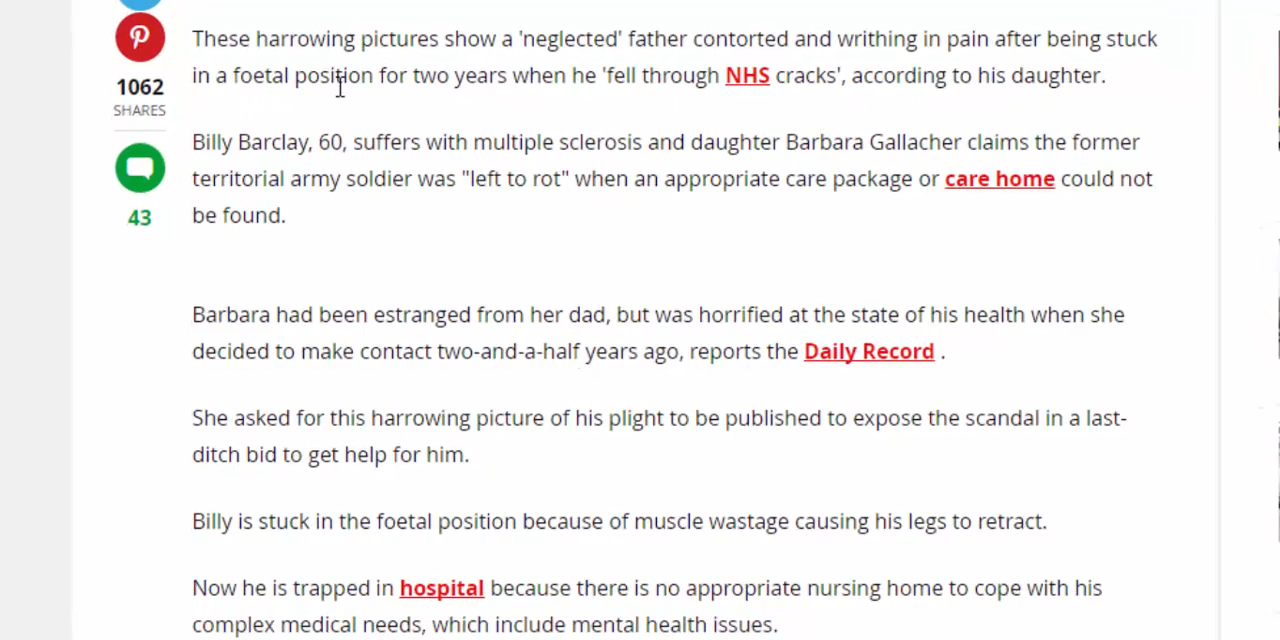 These harrowing pictures show a 'neglected' father contorted and writhing in pain after being stuck
in a foetal position for two years when he 'fell through NHS cracks', according to his daughter.
1062
SHARES
Billy Barclay, 60, suffers with multiple sclerosis and daughter Barbara Gallacher claims the former
territorial army soldier was "left to rot" when an appropriate care package or care home could not
be found.
43
Barbara had been estranged from her dad, but was horrified at the state of his health when she
decided to make contact two-and-a-half years ago, reports the Daily Record .
She asked for this harrowing picture of his plight to be published to expose the scandal in a last-
ditch bid to get help for him.
Billy is stuck in the foetal position because of muscle wastage causing his legs to retract.
Now he is trapped in hospital because there is no appropriate nursing home to cope with his
complex medical needs, which include mental health issues.